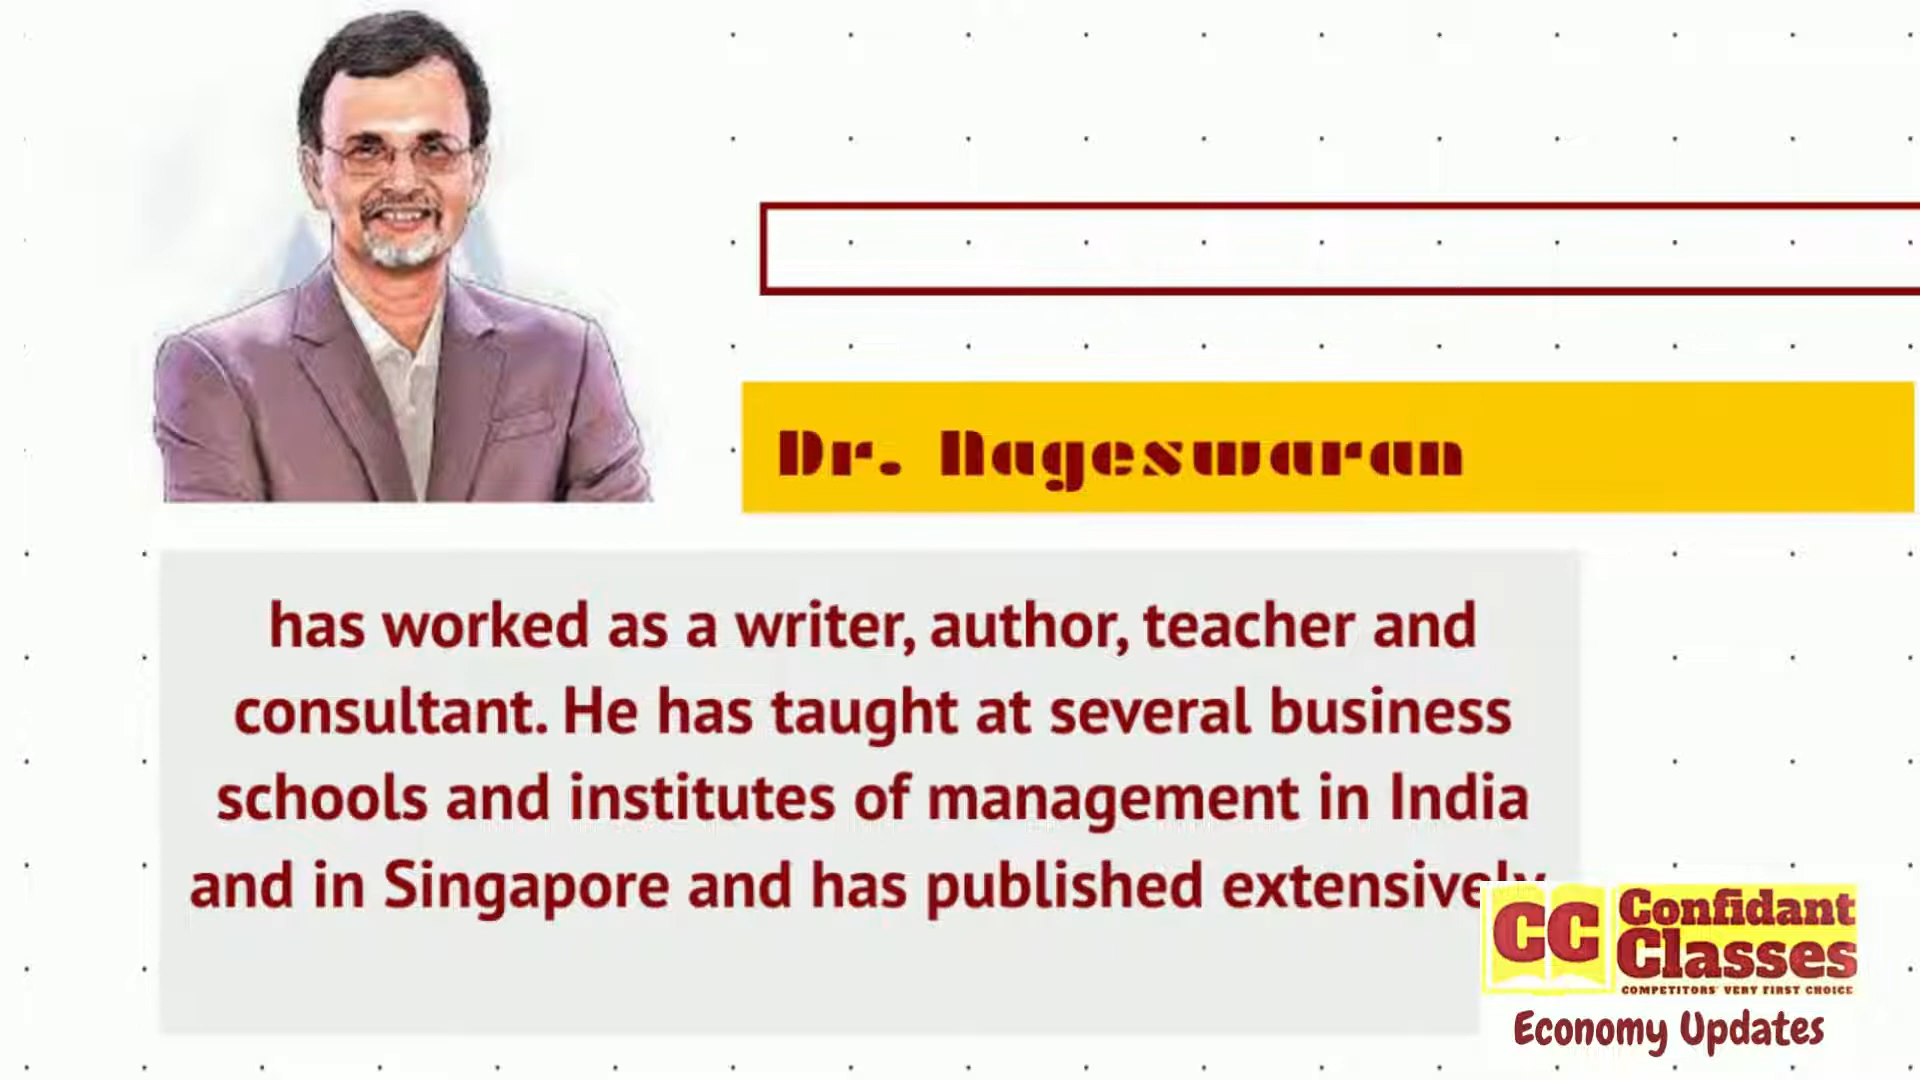 Dr. Nageswaran
has worked as a writer, author, teacher and
consultant. He has taught at several business
schools and institutes of management in India
and in Singapore and has published extensively
CC Confidant
Classes
COMPETITORS' VERY FIRST CHOICE
Economy Updates